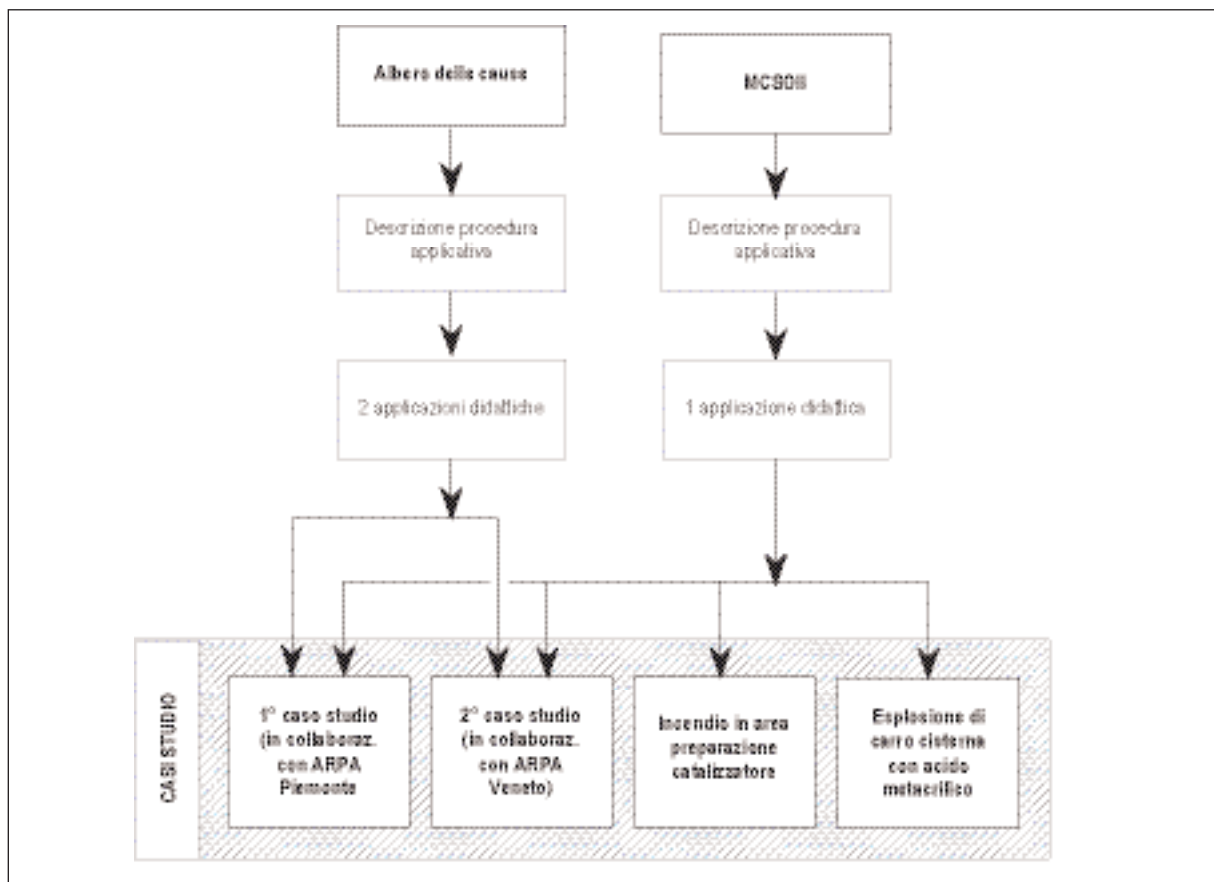 Albero delle cause
Descrizione procedura
applicativa
Descrizione procedura
applicativa
2 applicazioni didattiche
1 applicazione didattica
CASI STUDIO
1° caso studio
(in collaboraz.
con ARPA
Piemonte
2° caso studio
(in collaboraz.
con ARPA
Veneto)
Incendio in area
preparazione
catalizzatore
Esplosione di
carro cisterna
con acido